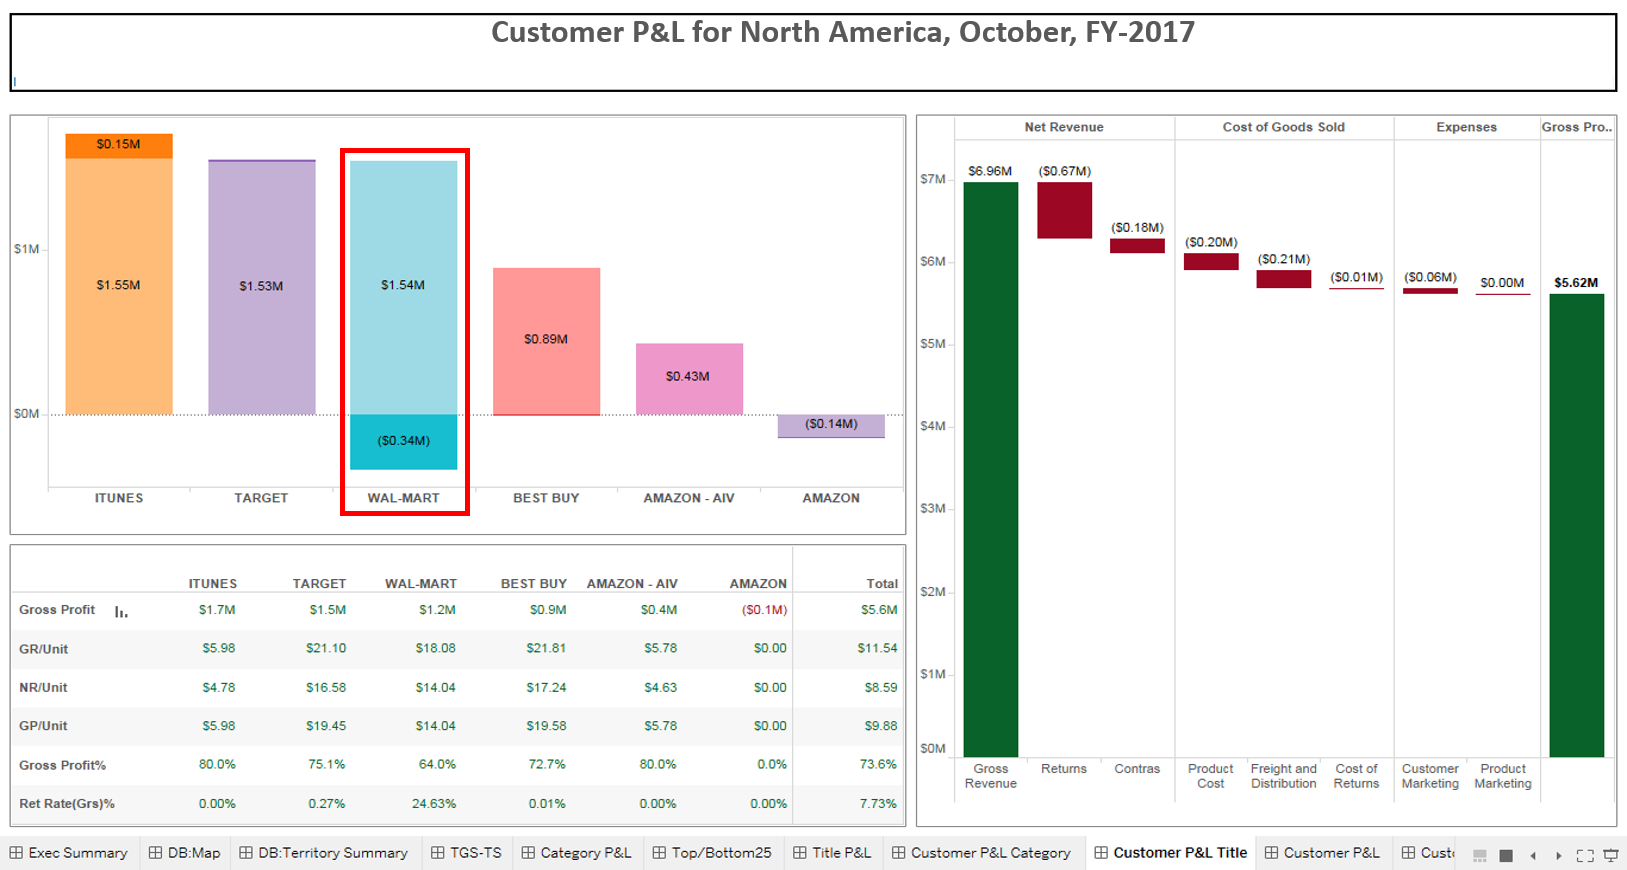 Customer P&L for North America, October, FY-2017
$1M
$0M
$0.15M
$1.55M
$1.53M
$1.54M
($0.34M)
$0.89M
$0.43M
($0.14M)
ITUNES TARGET WAL-MART BEST BUY AMAZON - AIV AMAZON
ITUNES TARGET WAL-MART BEST BUY AMAZON - AIV AMAZON Total
Gross Profit $1.7M $1.5M $1.2M $0.9M $0.4M ($0.1M) $5.6M
GR/Unit $5.98 $21.10 $18.08 $21.81 $5.78 $0.00 $11.54
NR/Unit $4.78 $16.58 $14.04 $17.24 $4.63 $0.00 $8.59
GP/Unit $5.98 $19.45 $14.04 $19.58 $5.78 $0.00 $9.88
Gross Profit% 80.0% 75.1% 64.0% 72.7% 80.0% 0.0% 73.6%
Ret Rate(Grs)% 0.00% 0.27% 24.63% 0.01% 0.00% 0.00% 7.73%
Net Revenue Cost of Goods Sold Expenses Gross Pro..
$7M
$6M
$5M
$4M
$3M
$2M
$1M
$0M
$6.96M
($0.67M)
($0.18M)
($0.20M)
($0.21M)
($0.01M)
($0.06M)
$0.00M
$5.62M
Gross
Revenue
Returns
Contras
Product
Cost
Freight and
Distribution
Cost of
Returns
Customer
Marketing
Product
Marketing
Exec Summary DB:Map DB:Territory Summary TGS-TS Category P&L Top/Bottom25 Title P&L Customer P&L Category Customer P&L Title Customer P&L Custo